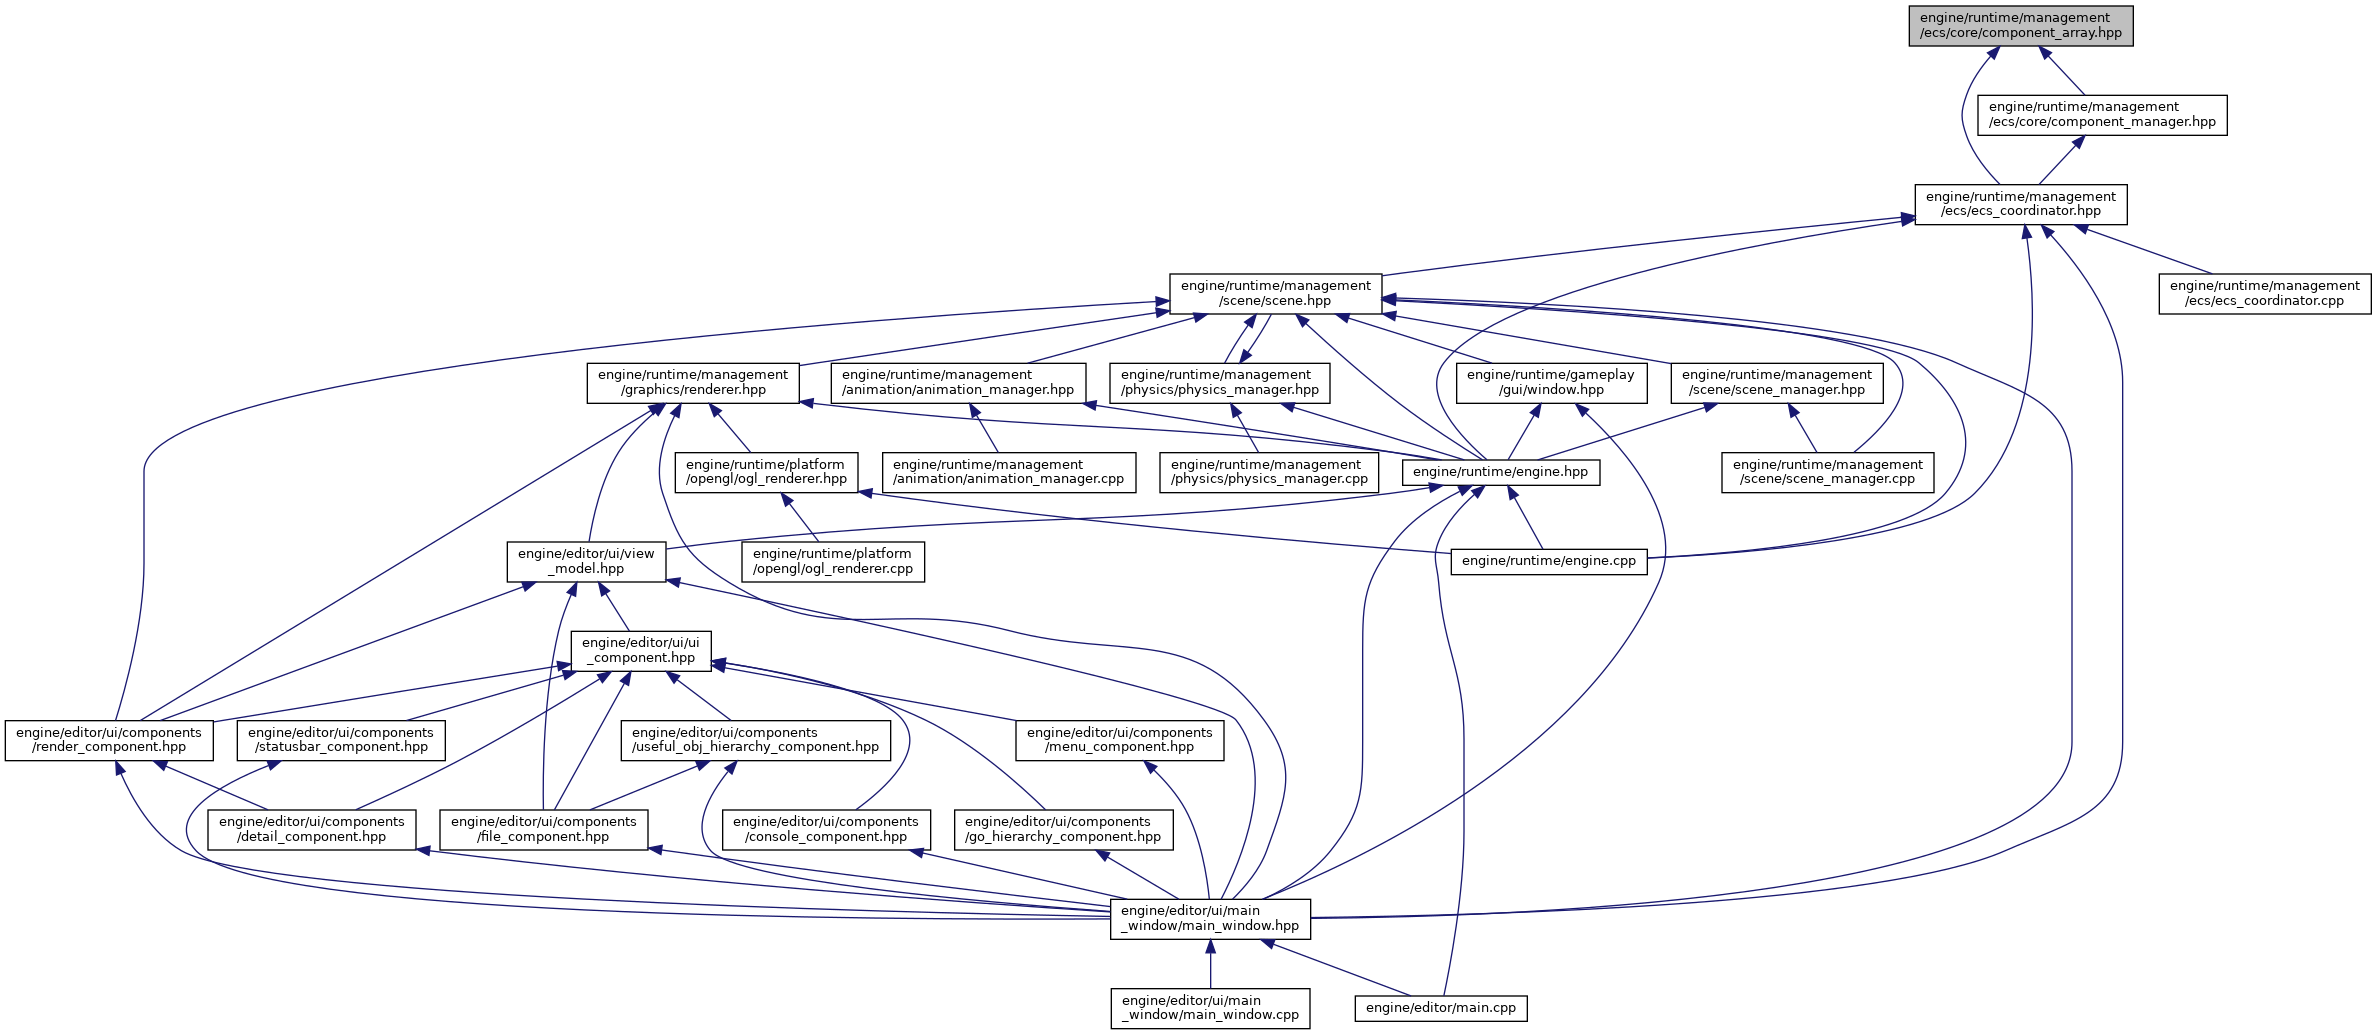 engine/runtime/management
/ecs/core/component_array.hpp
engine/runtime/management
/ecs/core/component_manager.hpp
engine/runtime/management
/ecs/ecs_coordinator.hpp
engine/runtime/management
/scene/scene.hpp
engine/runtime/management
/ecs/ecs_coordinator.cpp
engine/runtime/management
/graphics/renderer.hpp
engine/runtime/management
/animation/animation_manager.hpp
engine/runtime/management
/physics/physics_manager.hpp
engine/runtime/gameplay
/gui/window.hpp
engine/runtime/management
/scene/scene_manager.hpp
engine/runtime/platform
/opengl/ogl_renderer.hpp
engine/runtime/management
/animation/animation_manager.cpp
engine/runtime/management
/physics/physics_manager.cpp
engine/runtime/engine.hpp
engine/runtime/management
/scene/scene_manager.cpp
engine/editor/ui/view
_model.hpp
engine/runtime/platform
/opengl/ogl_renderer.cpp
engine/runtime/engine.cpp
engine/editor/ui/ui
_component.hpp
engine/editor/ui/components
/render_component.hpp
engine/editor/ui/components
/statusbar_component.hpp
engine/editor/ui/components
/useful_obj_hierarchy_component.hpp
engine/editor/ui/components
/menu_component.hpp
engine/editor/ui/components
/detail_component.hpp
engine/editor/ui/components
/file_component.hpp
engine/editor/ui/components
/console_component.hpp
engine/editor/ui/components
/go_hierarchy_component.hpp
engine/editor/ui/main
_window/main_window.hpp
engine/editor/ui/main
_window/main_window.cpp
engine/editor/main.cpp